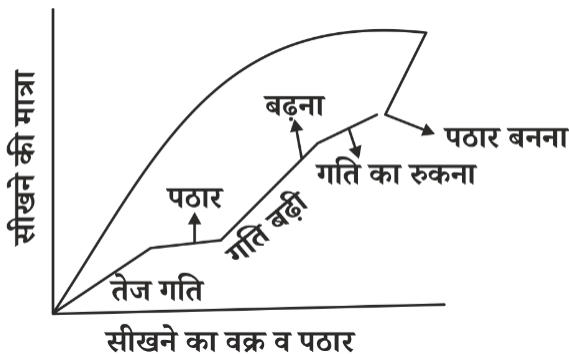 सीखने की मात्रा
बढ़ना
पठार बनना
गति का रुकना
पठार
गति बढ़ी
तेज गति
सीखने का वक्र व पठार